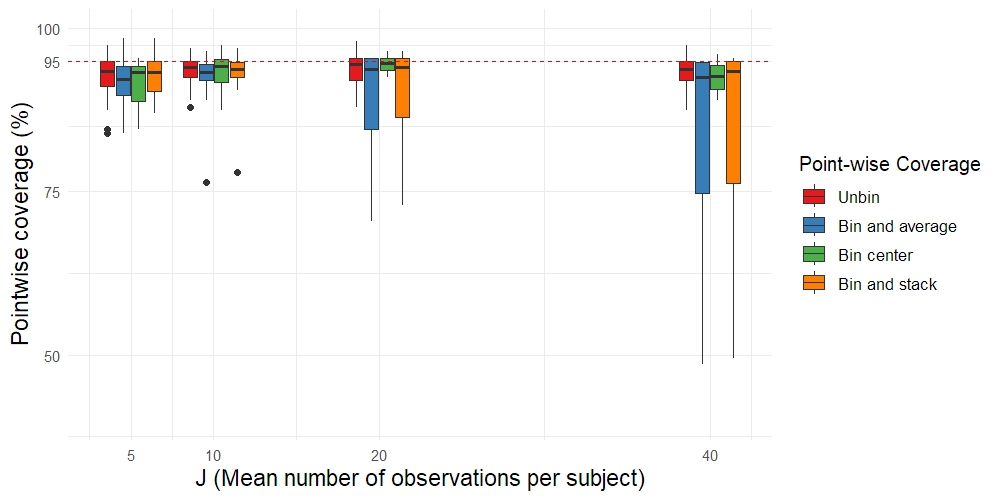 Pointwise coverage (%)
100
95
75
50
5
10
20
40
J (Mean number of observations per subject)
Point-wise Coverage
Unbin
Bin and average
Bin center
Bin and stack